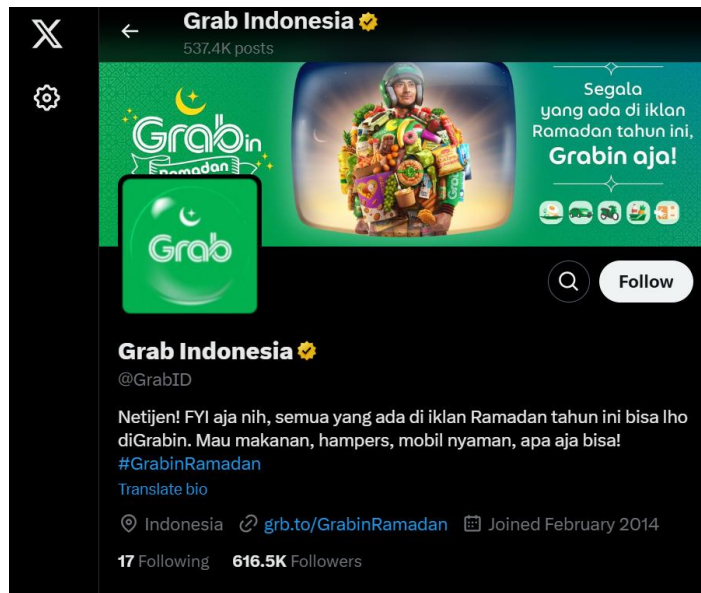 Grab Indonesia
537.4K posts
Grabin
Ramadan
Segala
yang ada di iklan
Ramadan tahun ini,
Grabin aja!
Grab
Follow
Grab Indonesia
@GrabID
Netijen! FYI aja nih, semua yang ada di iklan Ramadan tahun ini bisa lho
diGrabin. Mau makanan, hampers, mobil nyaman, apa aja bisa!
#GrabinRamadan
Translate bio
Indonesia grb.to/GrabinRamadan Joined February 2014
17 Following 616.5K Followers